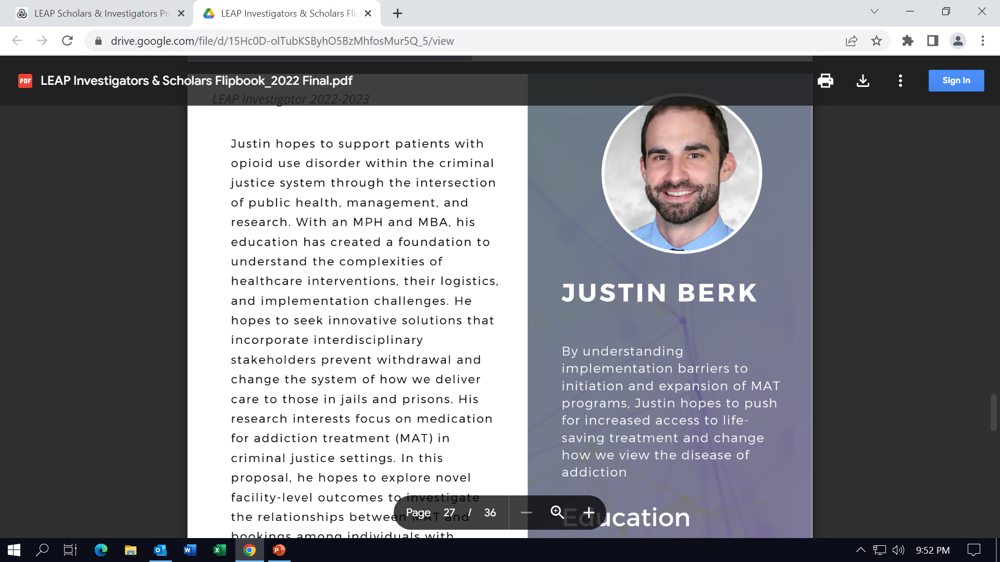 LEAP Scholars & Investigators Pr
LEAP Investigators & Scholars Fli
drive.google.com/file/d/15Hc0D-olTubKSByhO5BzMhfosMur5Q_5/view
PDF
LEAP Investigators & Scholars Flipbook_2022 Final.pdf
Sign In
LEAP Investigator 2022-2023
Justin hopes to support patients with
opioid use disorder within the criminal
justice system through the intersection
of public health, management, and
research. With an MPH and MBA, his
education has created a foundation to
understand the complexities of
healthcare interventions, their logistics,
and implementation challenges. He
hopes to seek innovative solutions that
incorporate interdisciplinary
stakeholders prevent withdrawal and
change the system of how we deliver
care to those in jails and prisons. His
research interests focus on medication
for addiction treatment (MAT) in
criminal justice settings. In this
proposal, he hopes to explore novel
facility-level outcomes to investigate
the relationships between MAT and
bookings among individuals with
JUSTIN BERK
By understanding
implementation barriers to
initiation and expansion of MAT
programs, Justin hopes to push
for increased access to life-
saving treatment and change
how we view the disease of
addiction
Education
Page 27 / 36
9:52 PM